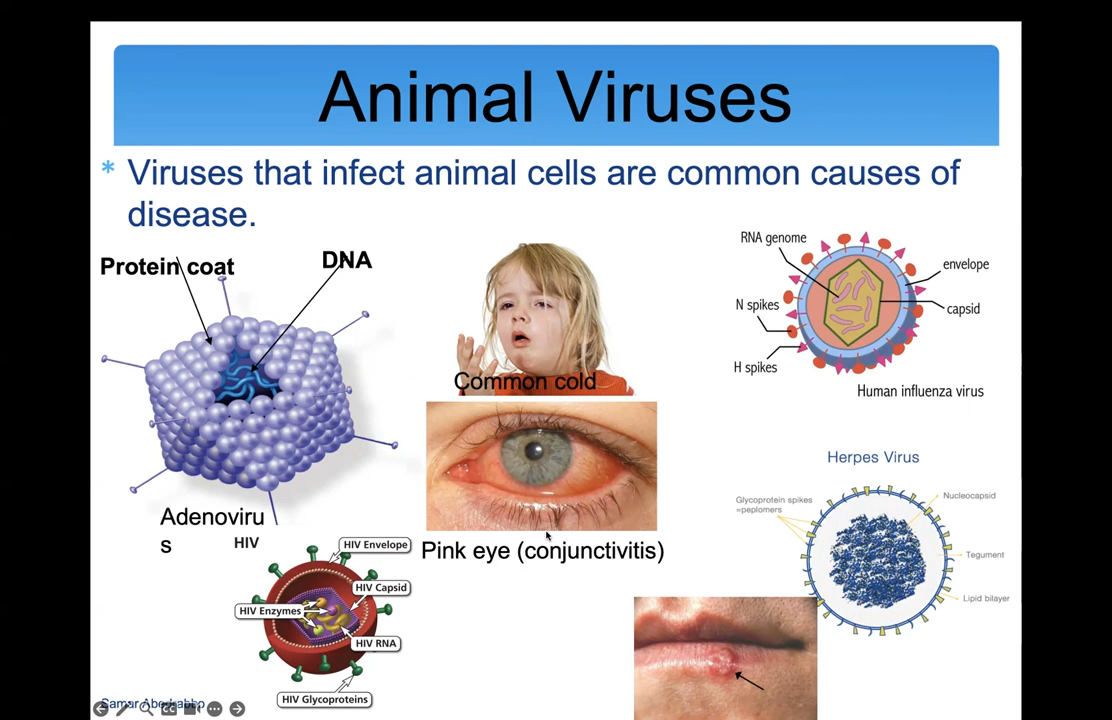 Animal Viruses
* Viruses that infect animal cells are common causes of
disease.
Protein coat
DNA
Adenoviru
s
Common cold
Pink eye (conjunctivitis)
RNA genome
envelope
N spikes
capsid
H spikes
Human influenza virus
HIV
HIV Envelope
HIV Capsid
HIV Enzymes
HIV RNA
HIV Glycoproteins
Herpes Virus
Glycoprotein spikes
=peplomers
Nucleocapsid
Tegument
Lipid bilayer
Samar
CC